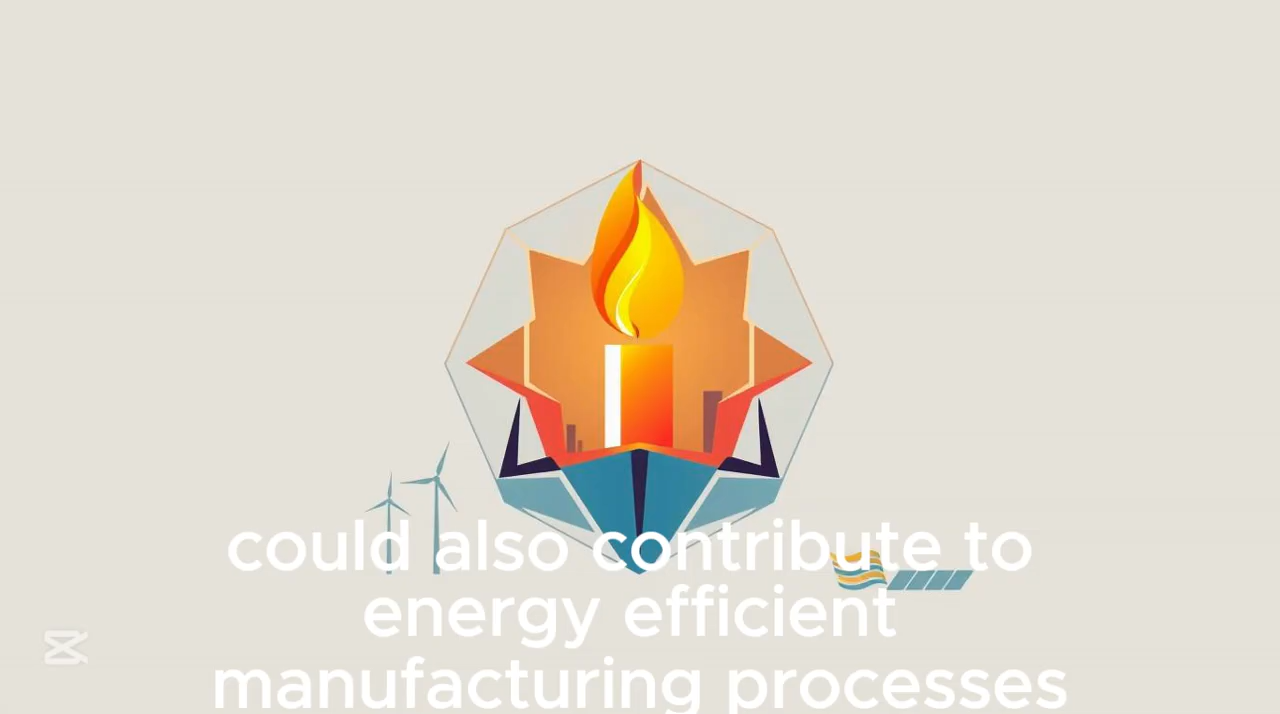 could also contribute to
energy efficient
manufacturing processes